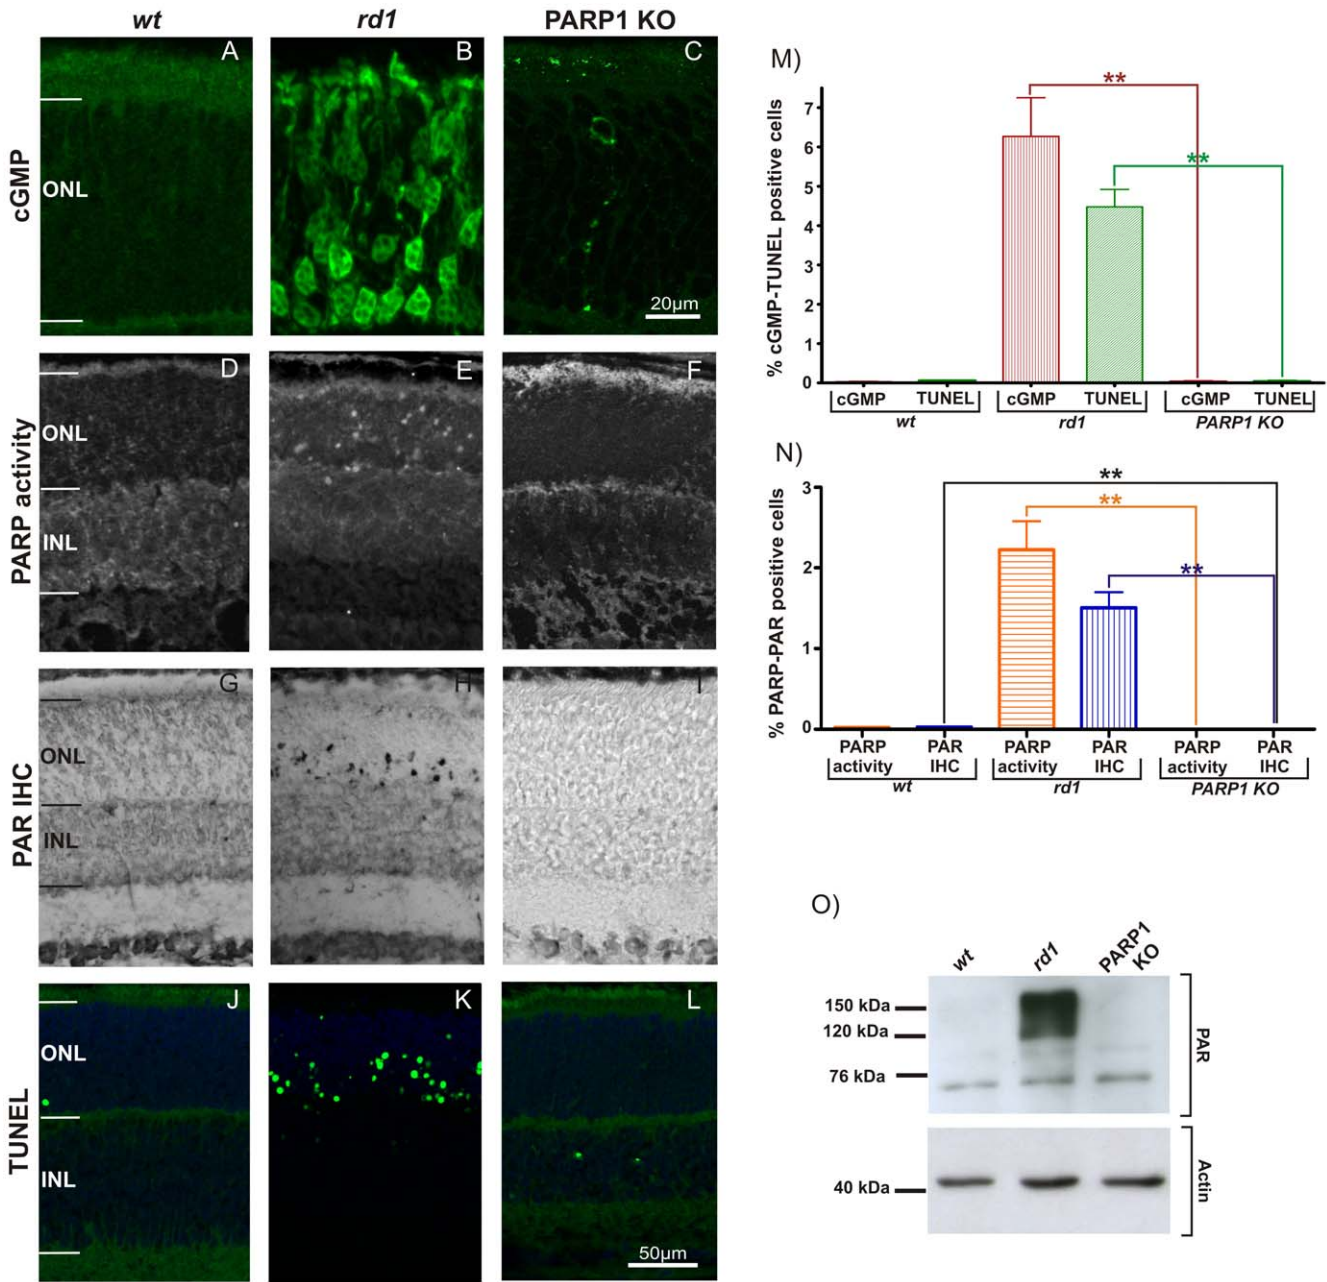 wt rd1 PARP1 KO
cGMP
A B C
ONL
20µm
PARP activity
D E F
ONL
INL
PAR IHC
G H I
ONL
INL
TUNEL
J K L
ONL
INL
50µm
M)
% cGMP-TUNEL positive cells
7
6
5
4
3
2
1
0
**
**
cGMP TUNEL cGMP TUNEL cGMP TUNEL
wt rd1 PARP1 KO
N)
% PARP-PAR positive cells
3
2
1
0
**
**
**
PARP PAR PARP PAR PARP PAR
activity IHC activity IHC activity IHC
wt rd1 PARP1 KO
O)
wt rd1 PARP1 KO
150 kDa
120 kDa
76 kDa
PAR
40 kDa
Actin